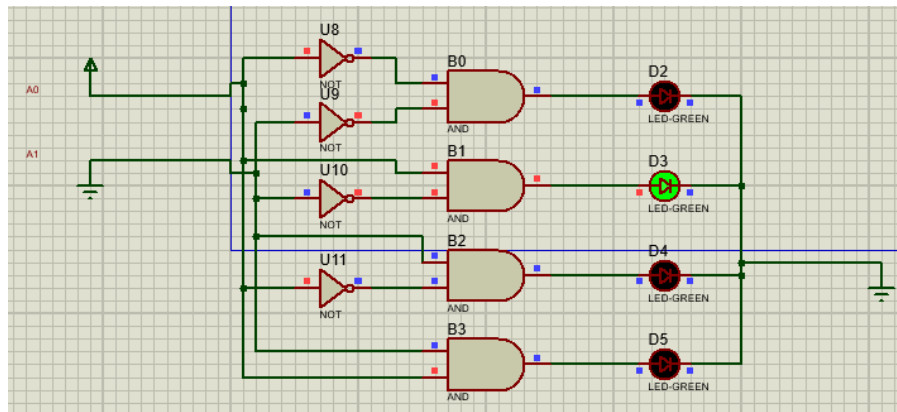 U8
NOT
A0
B0
AND
D2
LED-GREEN
U9
NOT
A1
B1
AND
D3
LED-GREEN
U10
NOT
B2
AND
D4
LED-GREEN
U11
NOT
B3
AND
D5
LED-GREEN